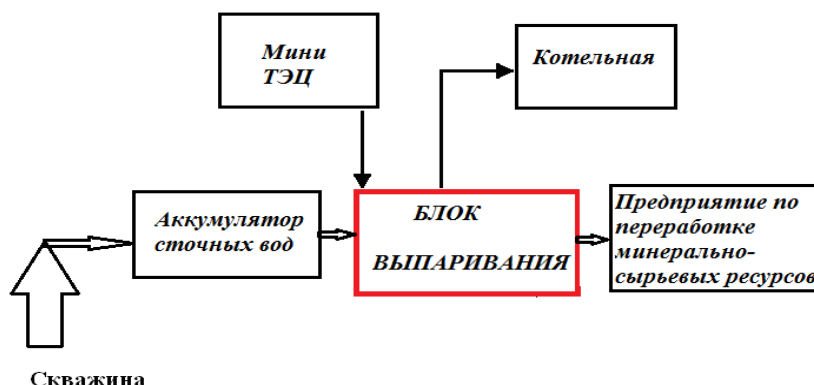 Мини
ТЭЦ
Котельная
Аккумулятор
сточных вод
БЛОК
ВЫПАРИВАНИЯ
Предприятие по
переработке
минерально-
сырьевых ресурсов
Скважина